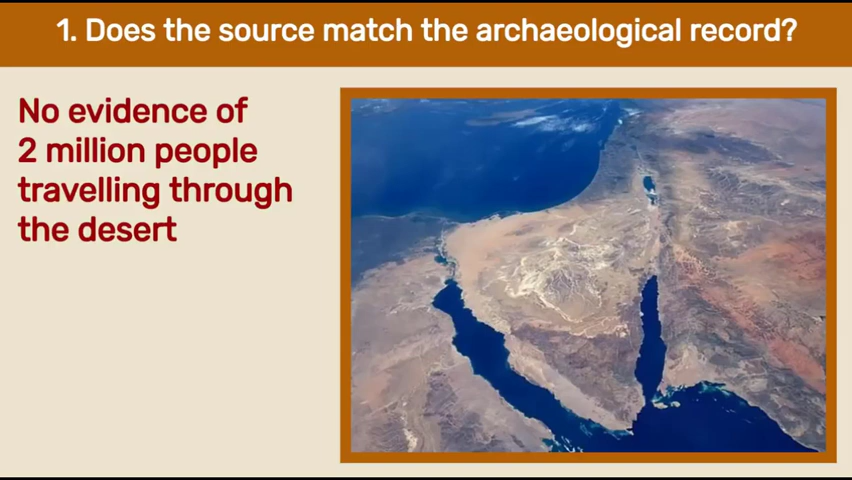 1. Does the source match the archaeological record?
No evidence of
2 million people
travelling through
the desert